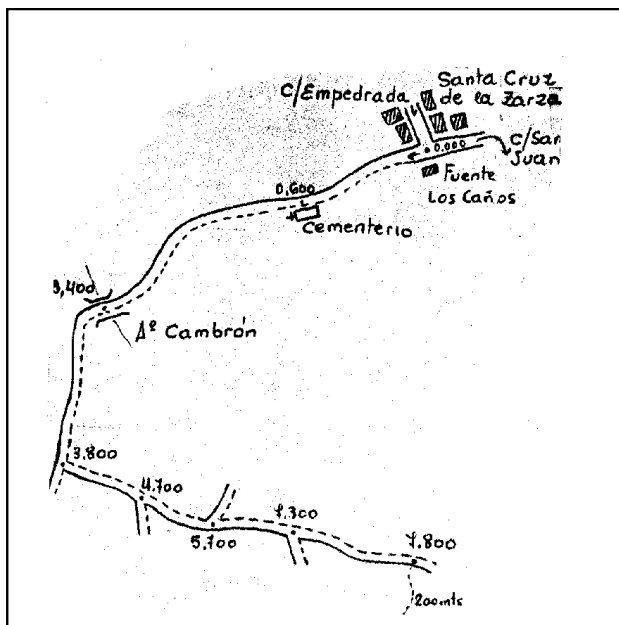 Santa Cruz
de la Zarza
C/Empedrada
0.000
C/San
Juan
Fuente
Los Caños
0,600
Cementerio
3,400
Aº Cambrón
3.800
4.700
5.700
7.300
7.800
200mts